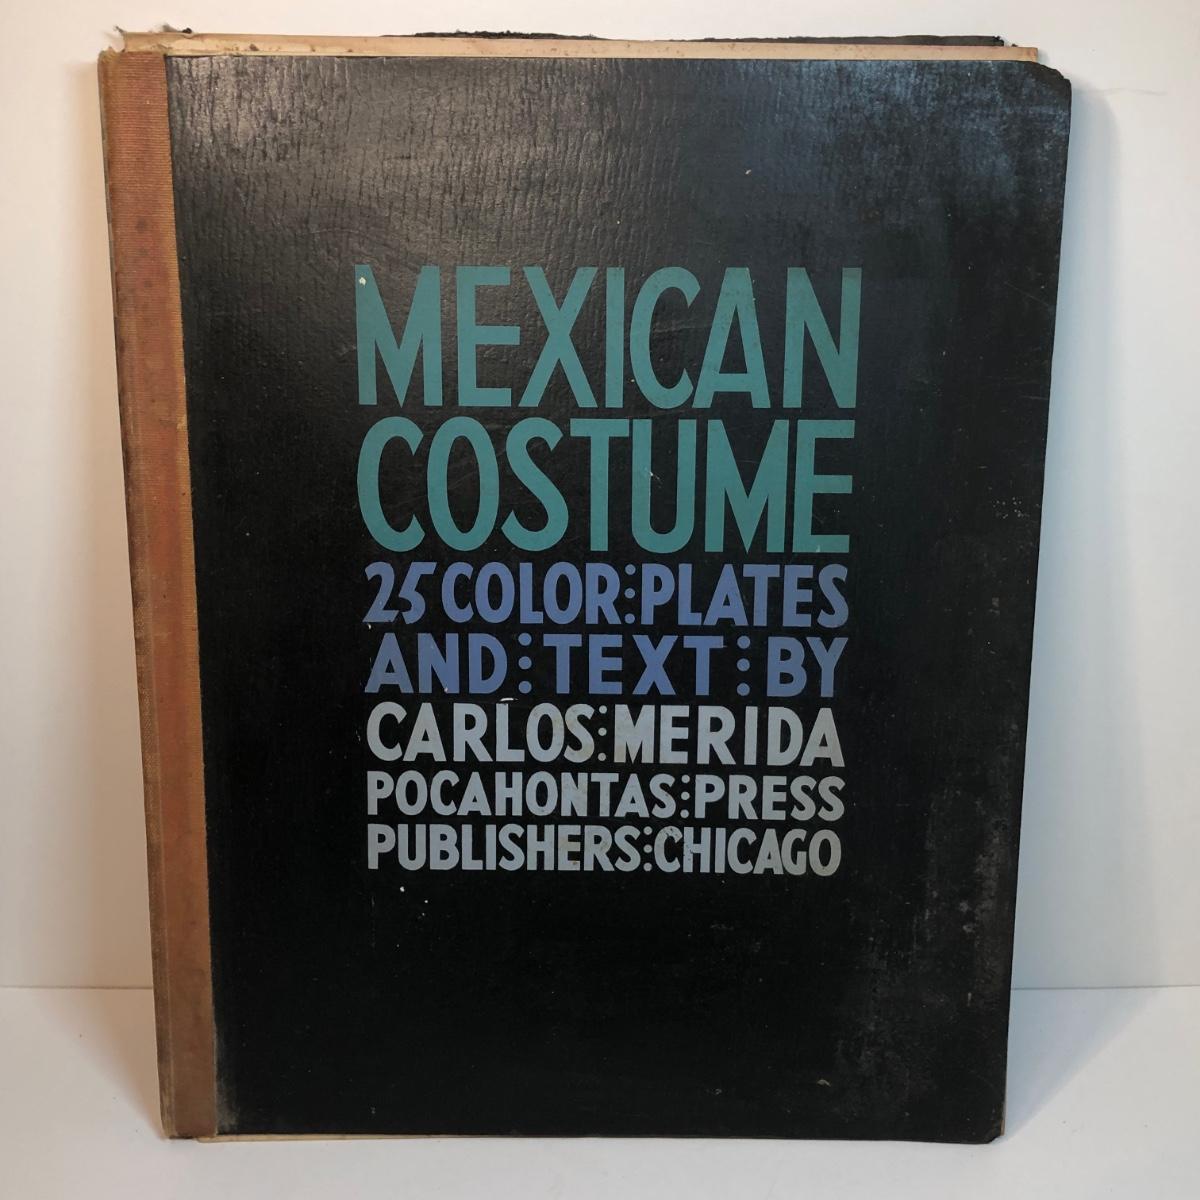 MEXICAN
COSTUME
25 COLOR⋮PLATES
AND⋮TEXT⋮BY
CARLOS⋮MERIDA
POCAHONTAS⋮PRESS
PUBLISHERS⋮CHICAGO